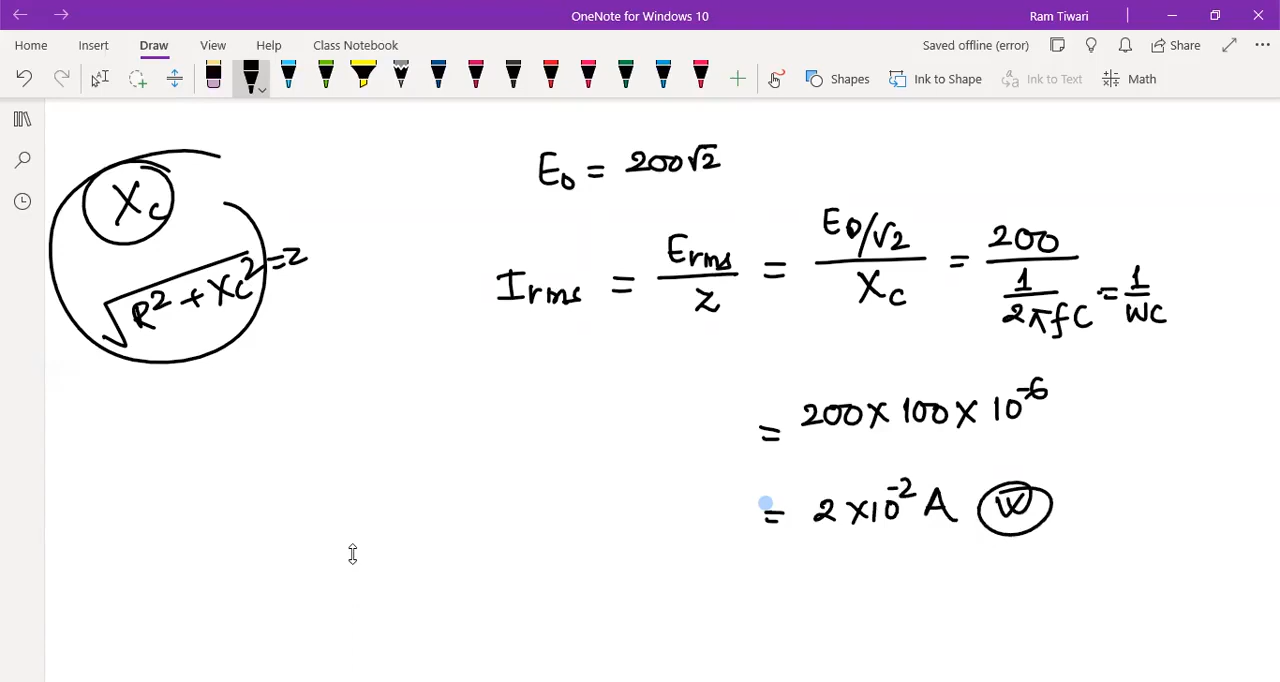 OneNote for Windows 10
Ram Tiwari
Home Insert Draw View Help Class Notebook
Saved offline (error) Share
Shapes Ink to Shape Ink to Text Math
E₀ = 200√2
Xc
√R² + Xc² = z
Irms = Erms/z = E₀/√2/Xc = 200/1/2πfC = 1/WC
= 200 × 100 × 10⁻⁶
= 2 × 10⁻² A W